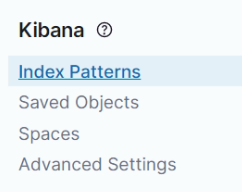 Kibana ?
Index Patterns
Saved Objects
Spaces
Advanced Settings